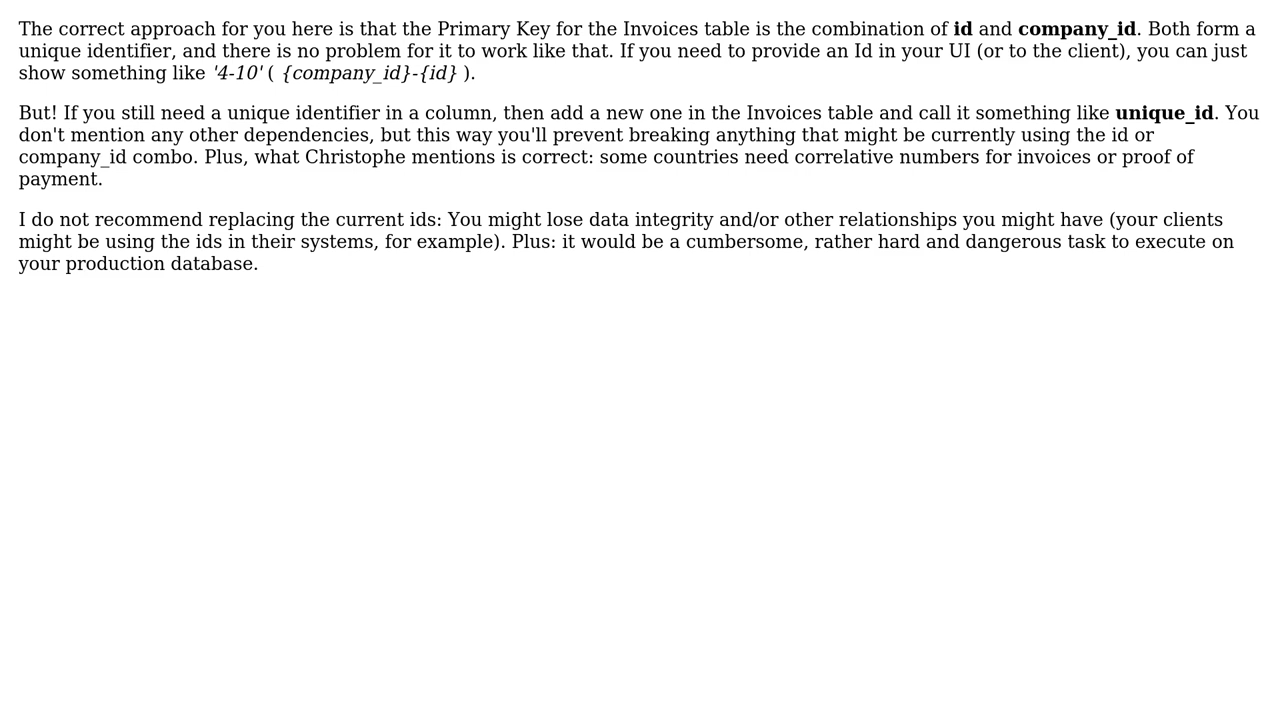 The correct approach for you here is that the Primary Key for the Invoices table is the combination of id and company_id. Both form a
unique identifier, and there is no problem for it to work like that. If you need to provide an Id in your UI (or to the client), you can just
show something like '4-10' ( {company_id}-{id} ).
But! If you still need a unique identifier in a column, then add a new one in the Invoices table and call it something like unique_id. You
don't mention any other dependencies, but this way you'll prevent breaking anything that might be currently using the id or
company_id combo. Plus, what Christophe mentions is correct: some countries need correlative numbers for invoices or proof of
payment.
I do not recommend replacing the current ids: You might lose data integrity and/or other relationships you might have (your clients
might be using the ids in their systems, for example). Plus: it would be a cumbersome, rather hard and dangerous task to execute on
your production database.